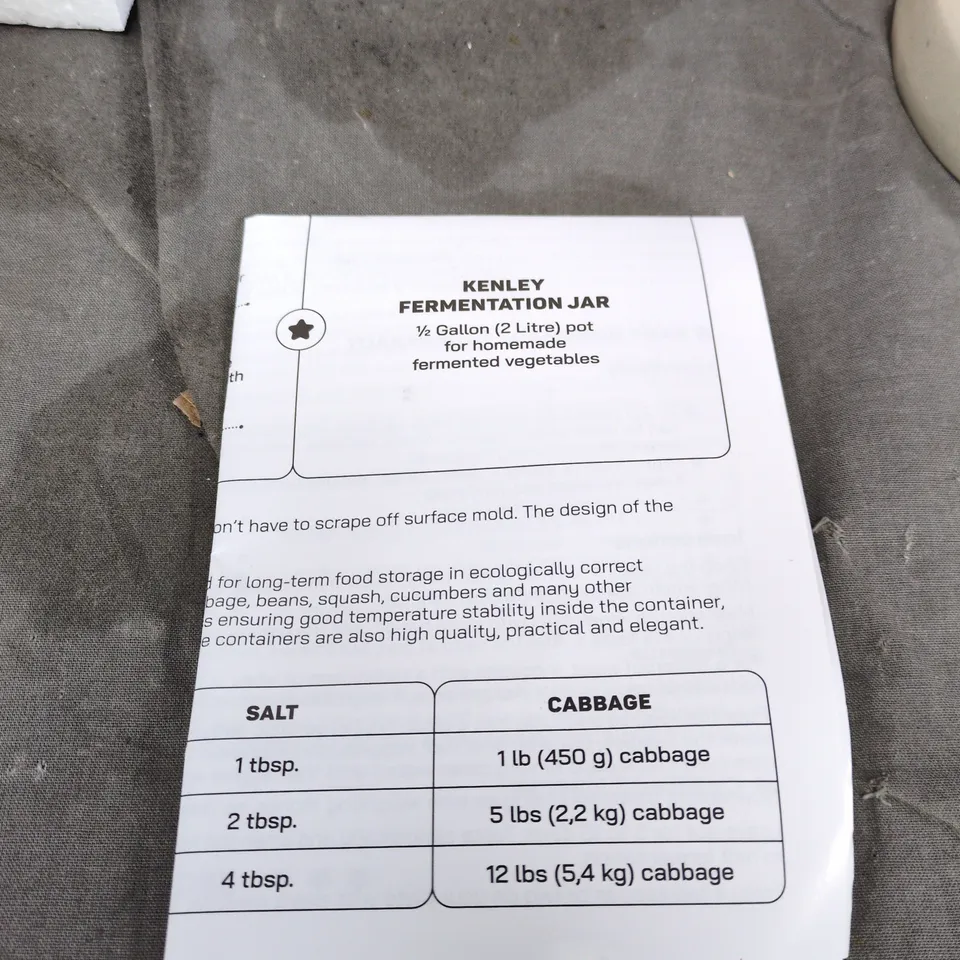 KENLEY
FERMENTATION JAR
½ Gallon (2 Litre) pot
for homemade
fermented vegetables
th
on't have to scrape off surface mold. The design of the
for long-term food storage in ecologically correct
bage, beans, squash, cucumbers and many other
s ensuring good temperature stability inside the container,
e containers are also high quality, practical and elegant.
SALT CABBAGE
1 tbsp. 1 lb (450 g) cabbage
2 tbsp. 5 lbs (2,2 kg) cabbage
4 tbsp. 12 lbs (5,4 kg) cabbage